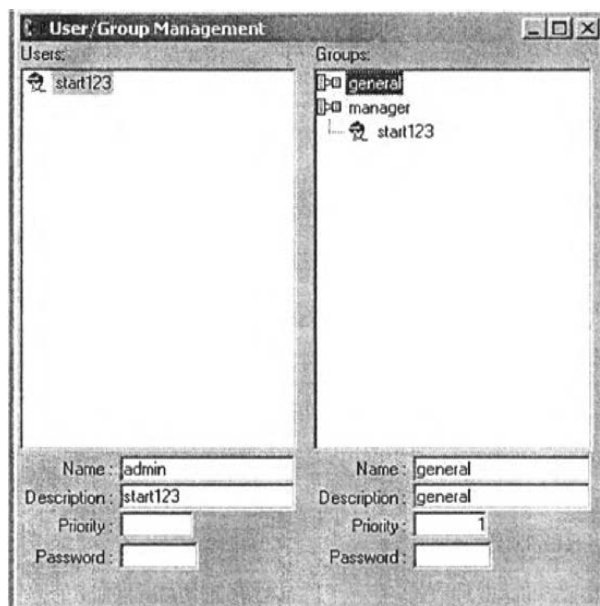 User/Group Management
Users:
start123
Groups:
general
manager
start123
Name : admin
Description : start123
Priority :
Password :
Name : general
Description : general
Priority : 1
Password :